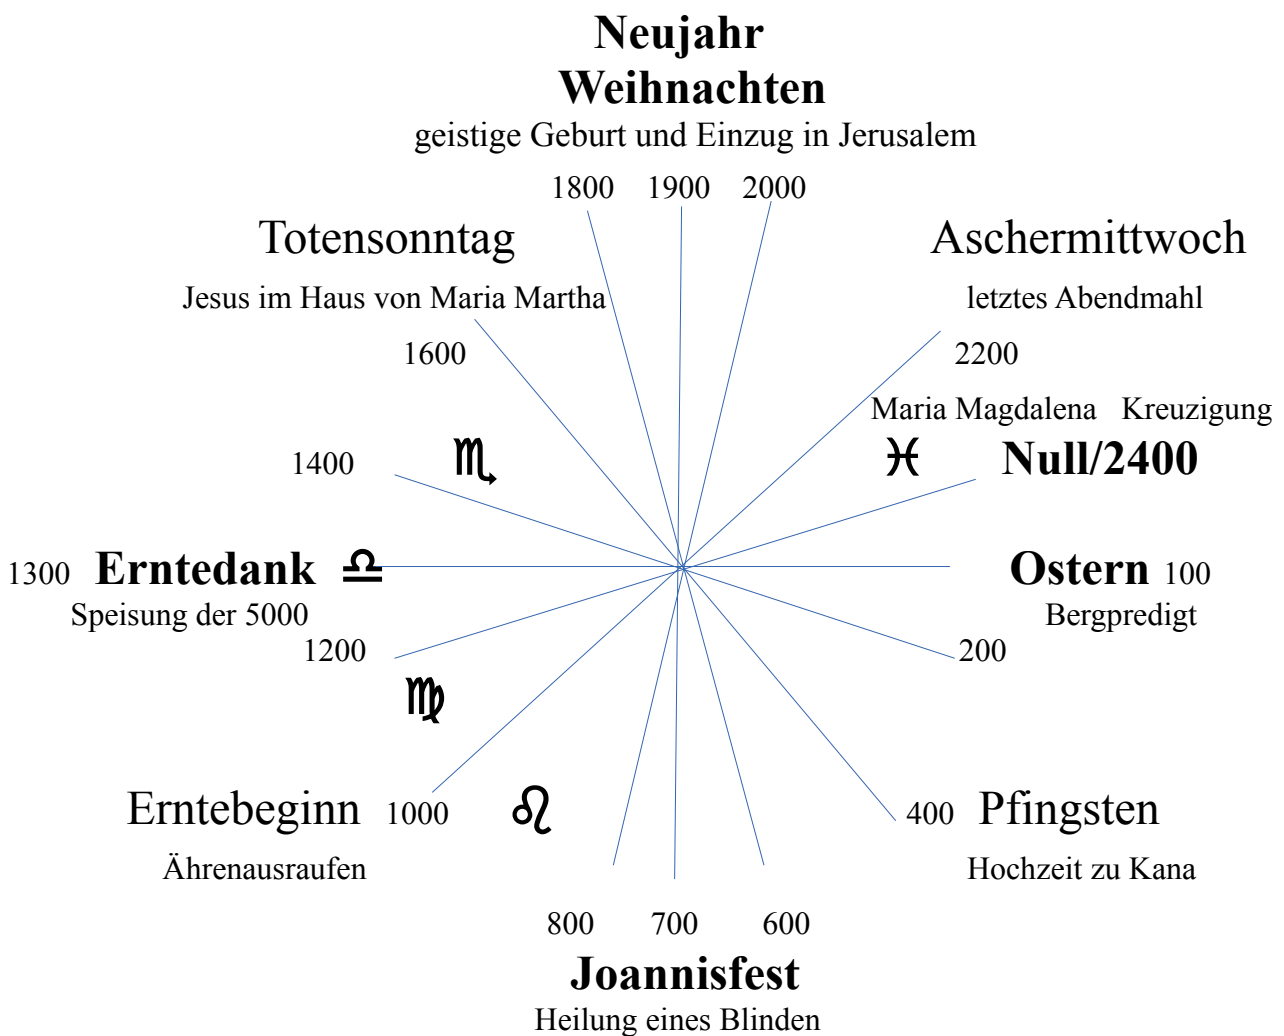 Neujahr
Weihnachten
geistige Geburt und Einzug in Jerusalem
1800 1900 2000
Totensonntag
Aschermittwoch
Jesus im Haus von Maria Martha
letztes Abendmahl
1600
2200
Maria Magdalena Kreuzigung
1400 ♏
♓ Null/2400
1300 Erntedank ♎
Ostern 100
Speisung der 5000
Bergpredigt
1200
200
♍
Erntebeginn 1000 ♌
400 Pfingsten
Ährenausraufen
Hochzeit zu Kana
800 700 600
Joannisfest
Heilung eines Blinden